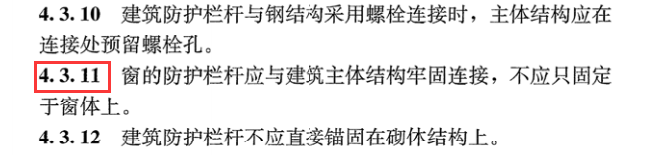 4.3.10 建筑防护栏杆与钢结构采用螺栓连接时，主体结构应在
连接处预留螺栓孔。
4.3.11 窗的防护栏杆应与建筑主体结构牢固连接，不应只固定
于窗体上。
4.3.12 建筑防护栏杆不应直接锚固在砌体结构上。